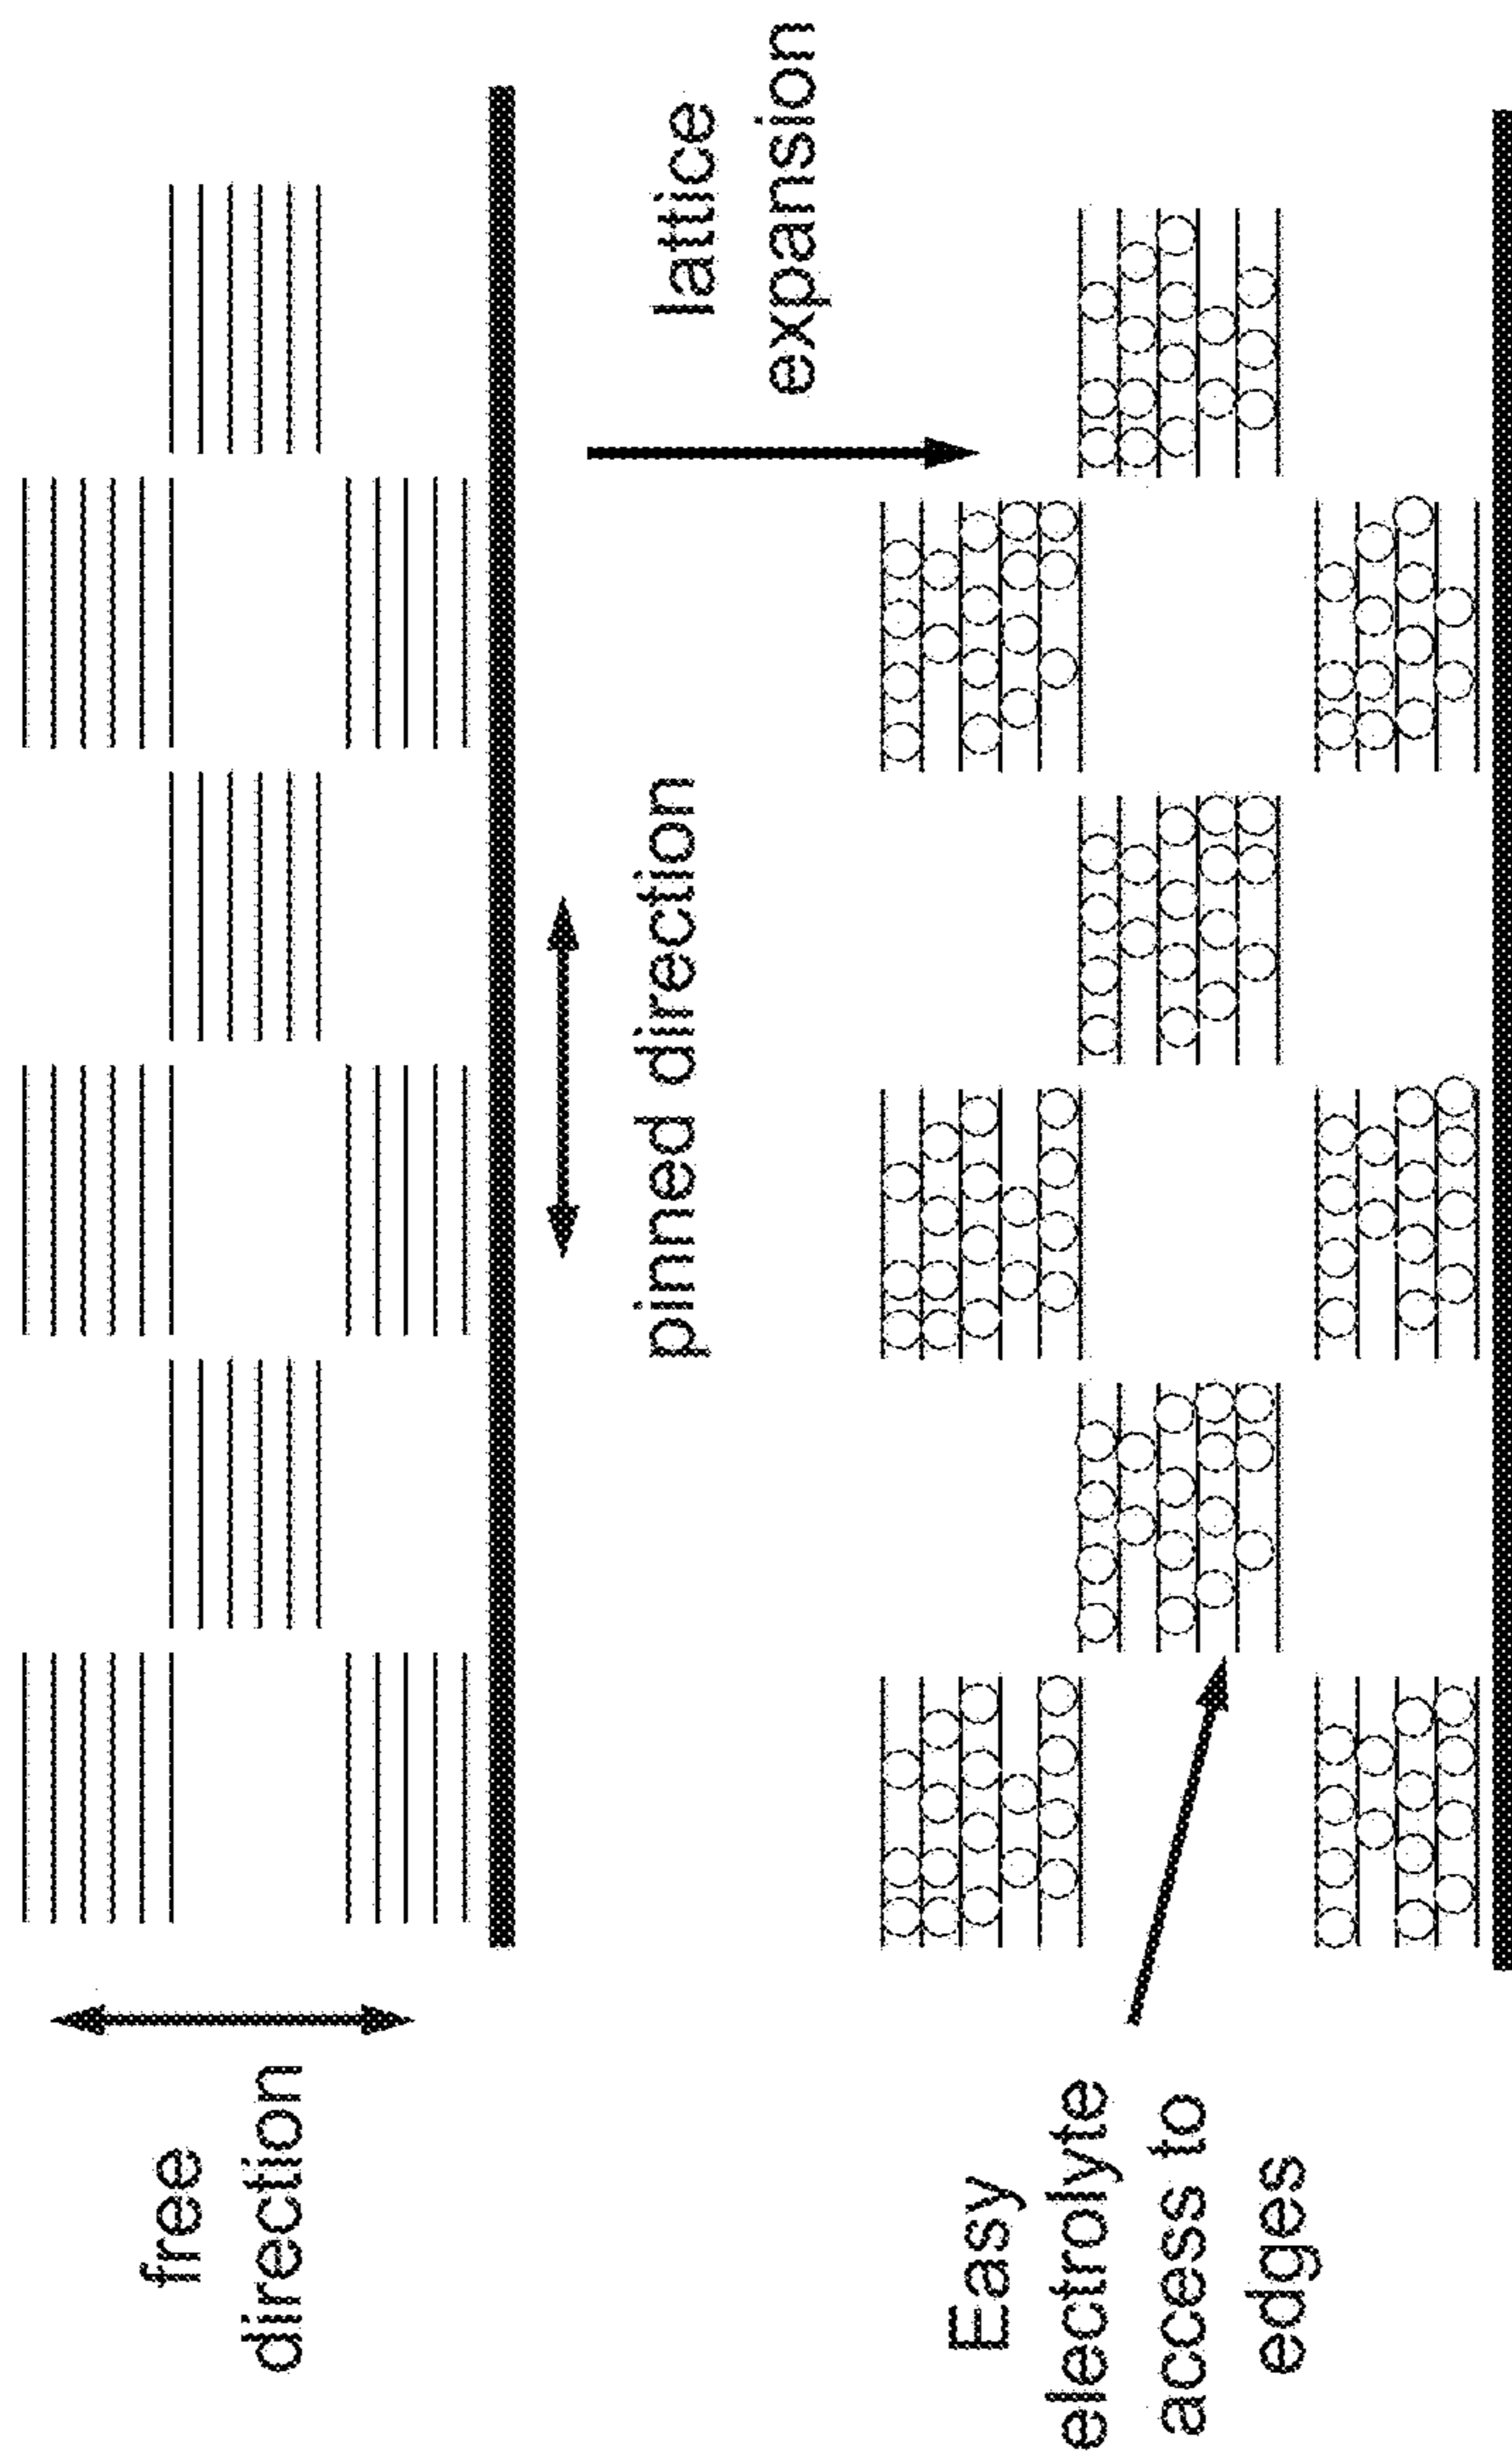 free
direction
pinned direction
lattice
expansion
Easy
electrolyte
access to
edges